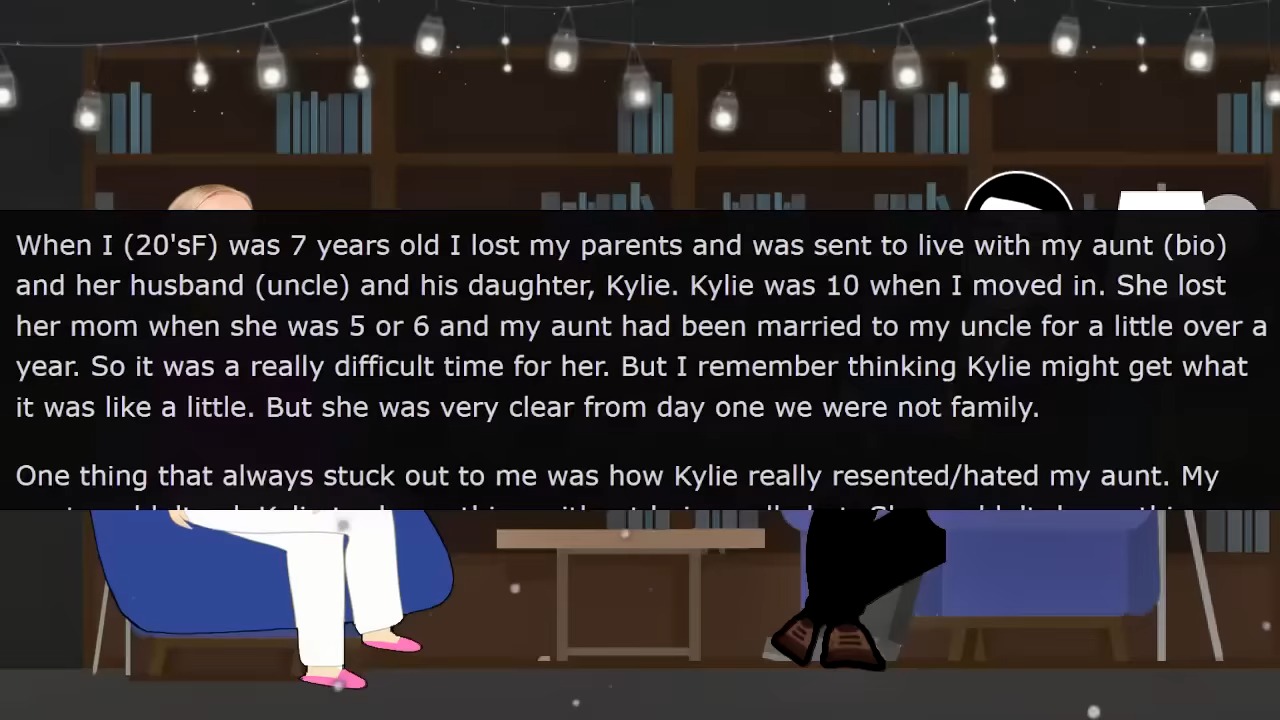 When I (20'sF) was 7 years old I lost my parents and was sent to live with my aunt (bio)
and her husband (uncle) and his daughter, Kylie. Kylie was 10 when I moved in. She lost
her mom when she was 5 or 6 and my aunt had been married to my uncle for a little over a
year. So it was a really difficult time for her. But I remember thinking Kylie might get what
it was like a little. But she was very clear from day one we were not family.
One thing that always stuck out to me was how Kylie really resented/hated my aunt. My